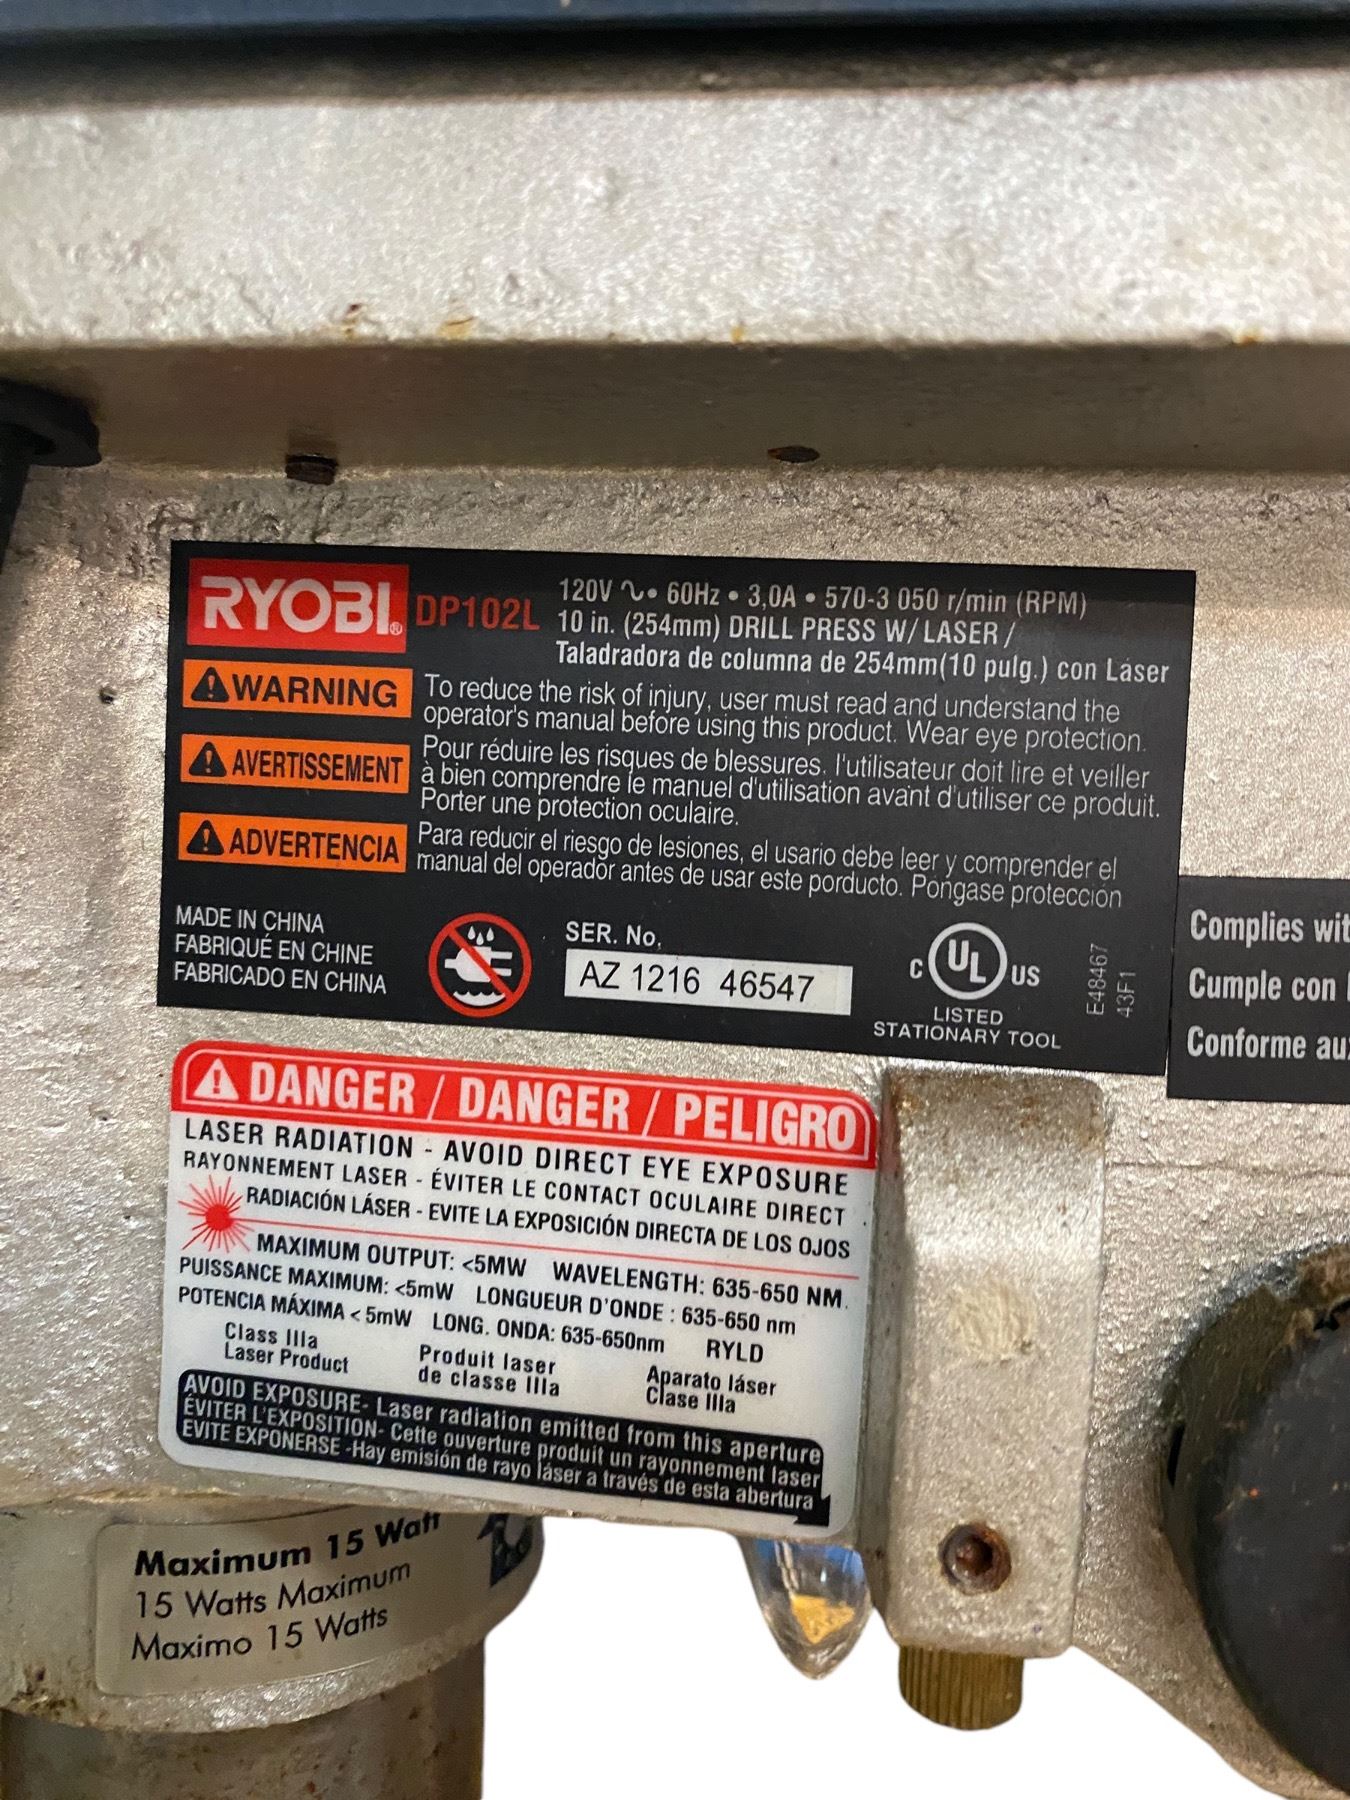 RYOBI®
DP102L
120V ∿ • 60Hz • 3,0A • 570-3 050 r/min (RPM)
10 in. (254mm) DRILL PRESS W/ LASER /
Taladradora de columna de 254mm(10 pulg.) con Láser
WARNING
To reduce the risk of injury, user must read and understand the
operator's manual before using this product. Wear eye protection.
AVERTISSEMENT
Pour réduire les risques de blessures. l'utilisateur doit lire et veiller
à bien comprendre le manuel d'utilisation avant d'utiliser ce produit.
Porter une protection oculaire.
ADVERTENCIA
Para reducir el riesgo de lesiones, el usario debe leer y comprender el
manual del operador antes de usar este porducto. Póngase protección
MADE IN CHINA
FABRIQUÉ EN CHINE
FABRICADO EN CHINA
SER. No.
AZ 1216 46547
C UL US
LISTED
STATIONARY TOOL
E48467
43F1
Complies wit
Cumple con
Conforme au
DANGER / DANGER / PELIGRO
LASER RADIATION - AVOID DIRECT EYE EXPOSURE
RAYONNEMENT LASER - ÉVITER LE CONTACT OCULAIRE DIRECT
RADIACIÓN LÁSER - EVITE LA EXPOSICIÓN DIRECTA DE LOS OJOS
MAXIMUM OUTPUT: <5MW WAVELENGTH: 635-650 NM.
PUISSANCE MAXIMUM: <5mW LONGUEUR D'ONDE : 635-650 nm
POTENCIA MÁXIMA < 5mW LONG. ONDA: 635-650nm RYLD
Class IIIa
Laser Product
Produit laser
de classe IIIa
Aparato láser
Clase IIIa
AVOID EXPOSURE- Laser radiation emitted from this aperture
ÉVITER L'EXPOSITION- Cette ouverture produit un rayonnement laser
EVITE EXPONERSE -Hay emisión de rayo láser a través de esta abertura
Maximum 15 Watt
15 Watts Maximum
Maximo 15 Watts